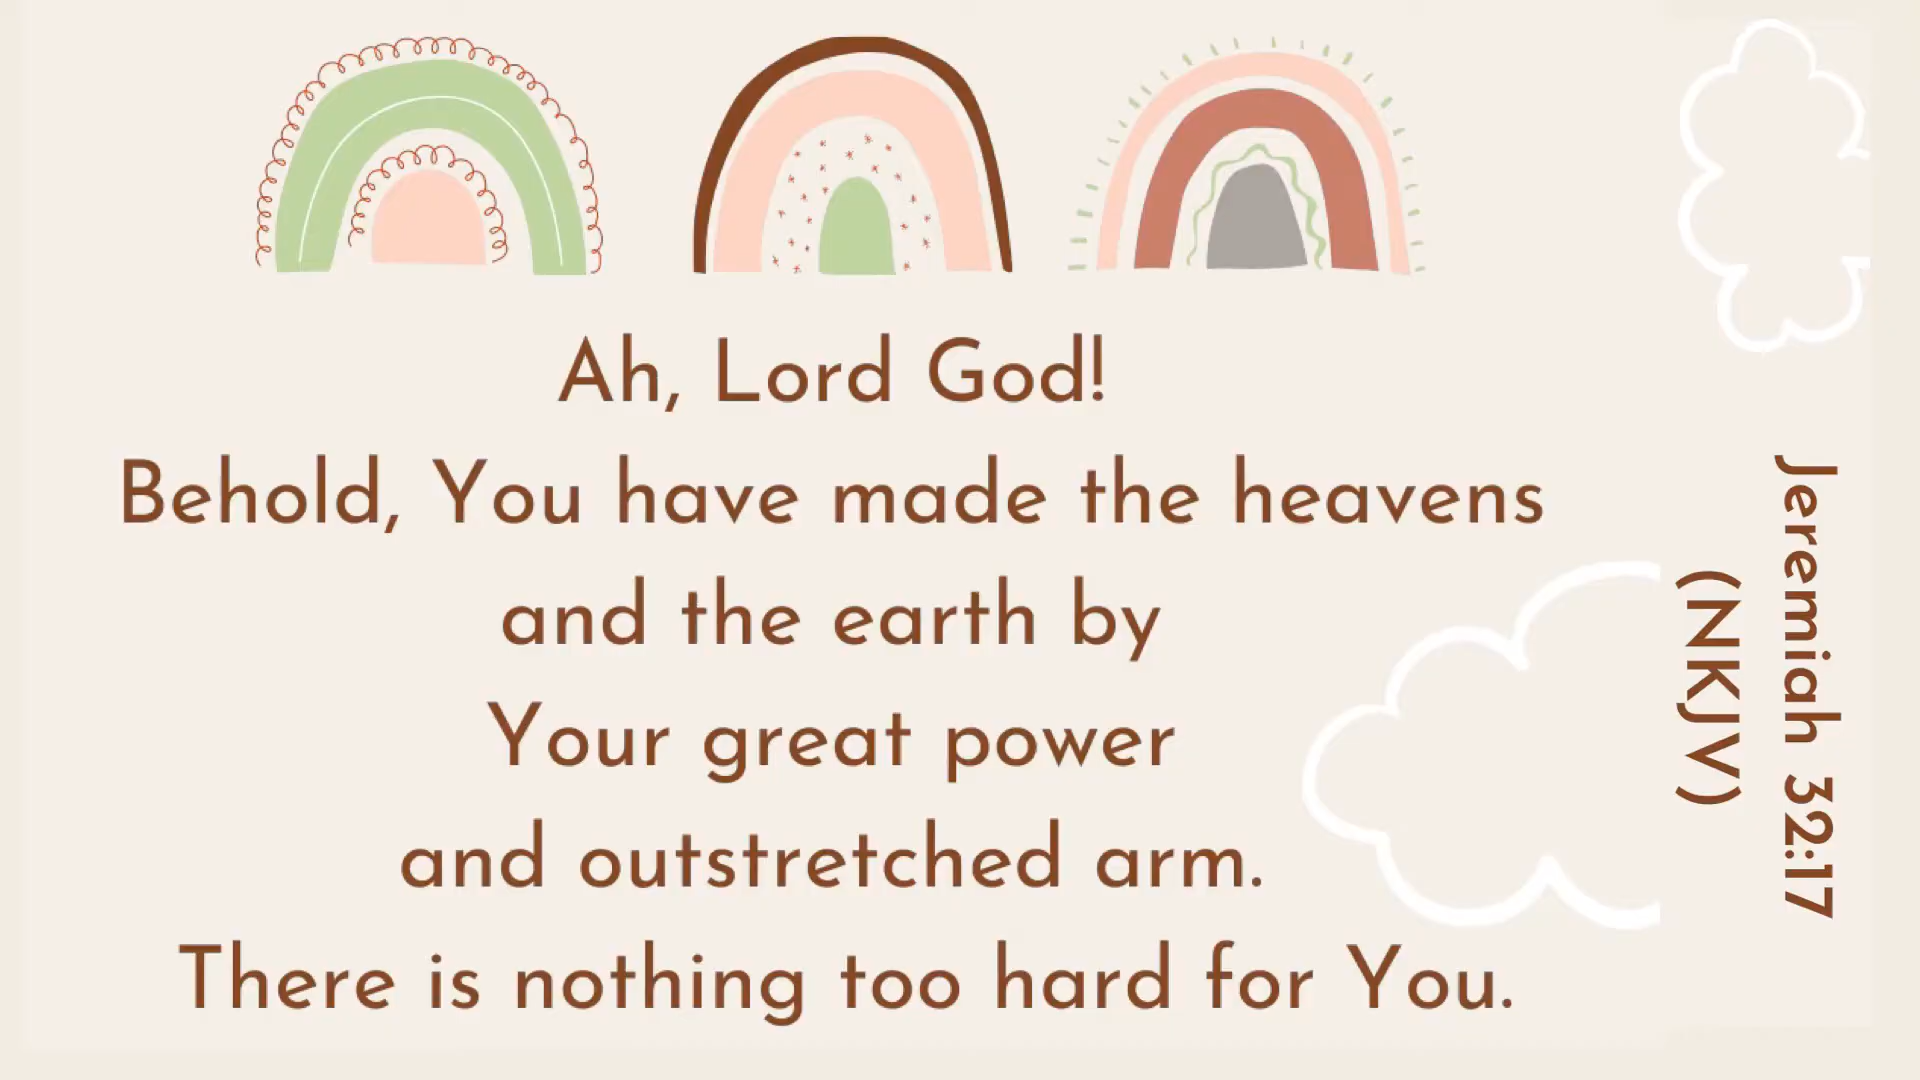 Ah, Lord God!
Behold, You have made the heavens
and the earth by
Your great power
and outstretched arm.
There is nothing too hard for You.
Jeremiah 32:17
(NKJV)